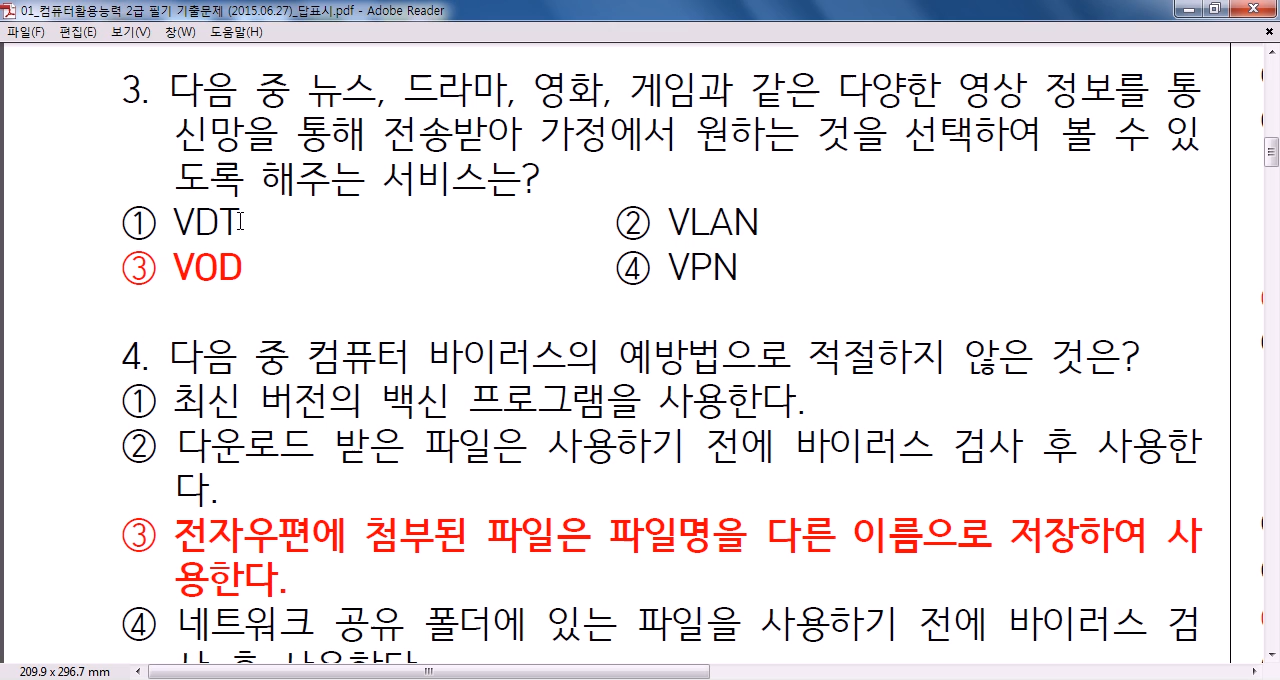 01_컴퓨터활용능력 2급 필기 기출문제 (2015.06.27)_답표시.pdf - Adobe Reader
파일(F) 편집(E) 보기(V) 창(W) 도움말(H)
3. 다음 중 뉴스, 드라마, 영화, 게임과 같은 다양한 영상 정보를 통
신망을 통해 전송받아 가정에서 원하는 것을 선택하여 볼 수 있
도록 해주는 서비스는?
① VDT ② VLAN
③ VOD ④ VPN
4. 다음 중 컴퓨터 바이러스의 예방법으로 적절하지 않은 것은?
① 최신 버전의 백신 프로그램을 사용한다.
② 다운로드 받은 파일은 사용하기 전에 바이러스 검사 후 사용한
다.
③ 전자우편에 첨부된 파일은 파일명을 다른 이름으로 저장하여 사
용한다.
④ 네트워크 공유 폴더에 있는 파일을 사용하기 전에 바이러스 검
사 후 사용한다
209.9 x 296.7 mm